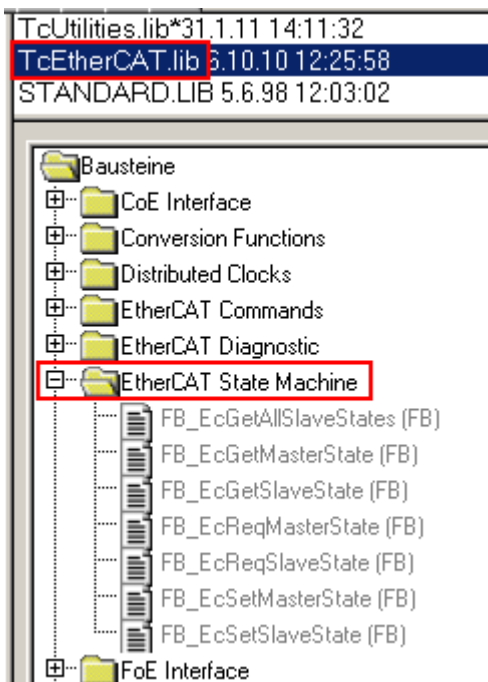 TcUtilities.lib*31.1.11 14:11:32
TcEtherCAT.lib 6.10.10 12:25:58
STANDARD.LIB 5.6.98 12:03:02
Bausteine
CoE Interface
Conversion Functions
Distributed Clocks
EtherCAT Commands
EtherCAT Diagnostic
EtherCAT State Machine
FB_EcGetAllSlaveStates (FB)
FB_EcGetMasterState (FB)
FB_EcGetSlaveState (FB)
FB_EcReqMasterState (FB)
FB_EcReqSlaveState (FB)
FB_EcSetMasterState (FB)
FB_EcSetSlaveState (FB)
FoE Interface